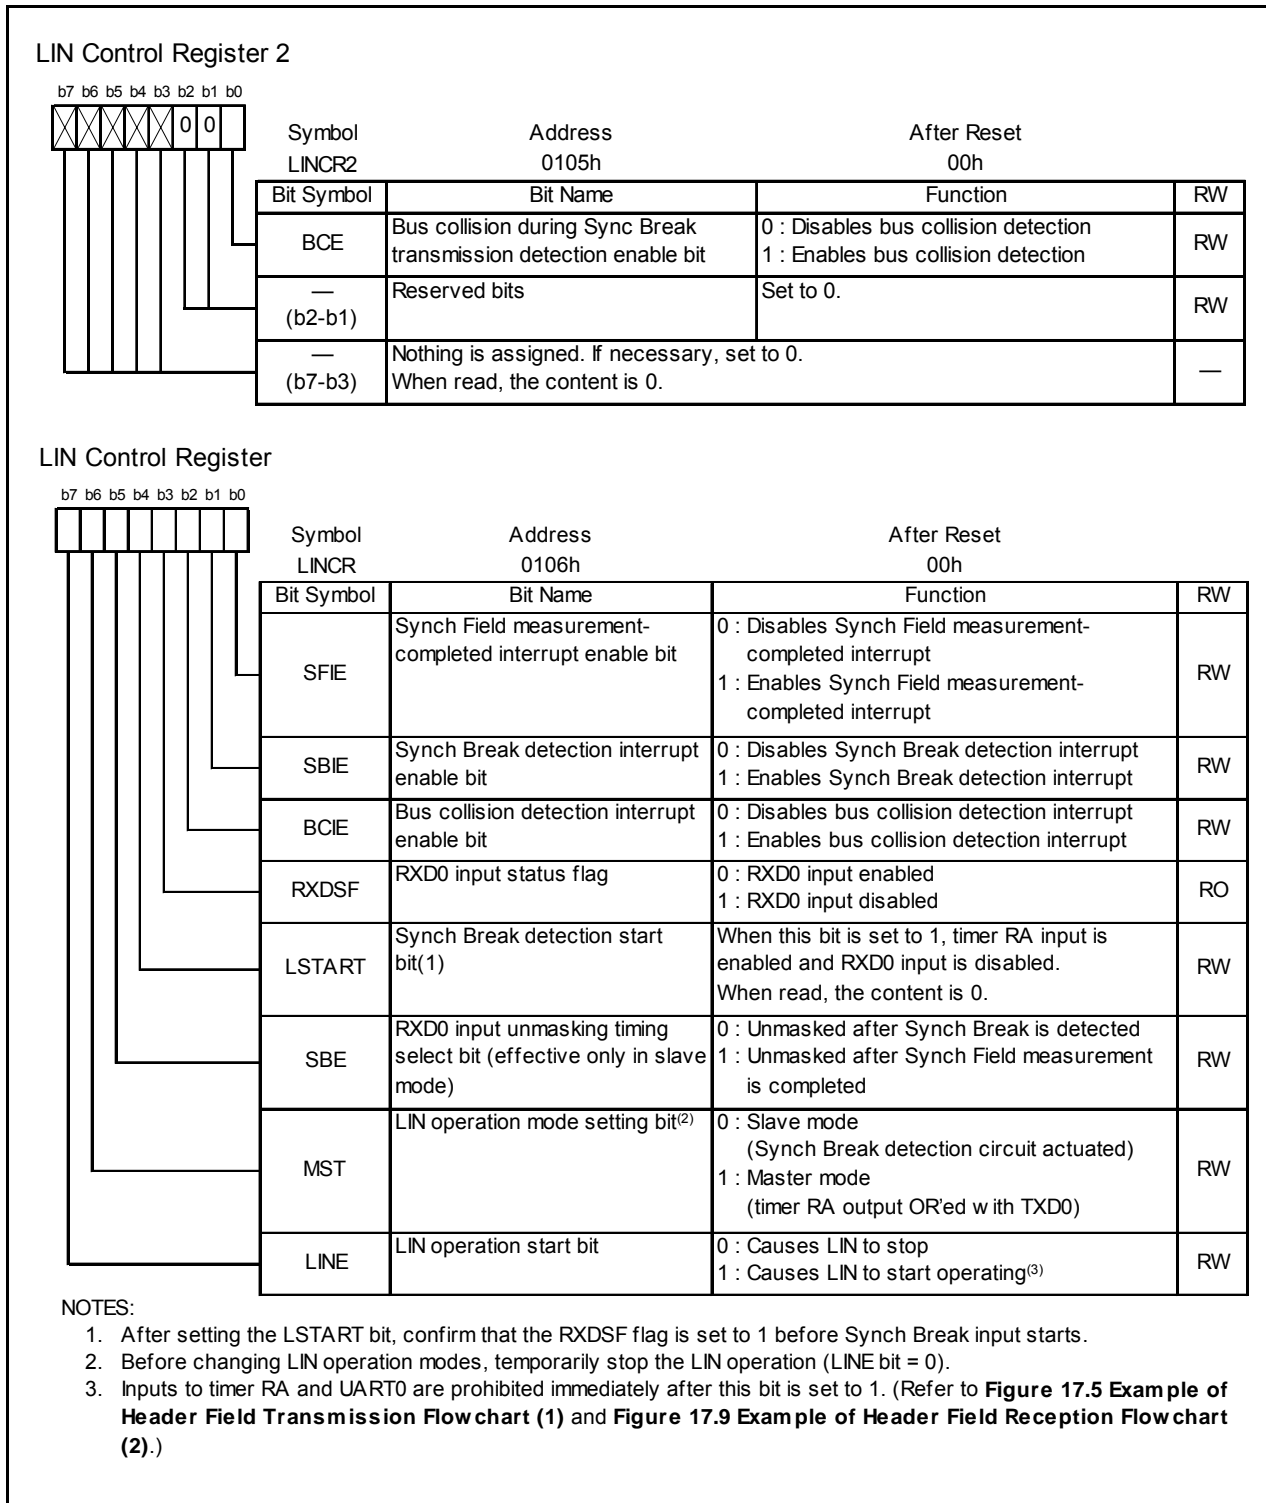 LIN Control Register 2
b7 b6 b5 b4 b3 b2 b1 b0
0 0
Symbol Address After Reset
LINCR2 0105h 00h
Bit Symbol Bit Name Function RW
BCE Bus collision during Sync Break transmission detection enable bit 0 : Disables bus collision detection 1 : Enables bus collision detection RW
— (b2-b1) Reserved bits Set to 0. RW
— (b7-b3) Nothing is assigned. If necessary, set to 0. When read, the content is 0. —
LIN Control Register
b7 b6 b5 b4 b3 b2 b1 b0
Symbol Address After Reset
LINCR 0106h 00h
Bit Symbol Bit Name Function RW
SFIE Synch Field measurement-completed interrupt enable bit 0 : Disables Synch Field measurement-completed interrupt 1 : Enables Synch Field measurement-completed interrupt RW
SBIE Synch Break detection interrupt enable bit 0 : Disables Synch Break detection interrupt 1 : Enables Synch Break detection interrupt RW
BCIE Bus collision detection interrupt enable bit 0 : Disables bus collision detection interrupt 1 : Enables bus collision detection interrupt RW
RXDSF RXD0 input status flag 0 : RXD0 input enabled 1 : RXD0 input disabled RO
LSTART Synch Break detection start bit(1) When this bit is set to 1, timer RA input is enabled and RXD0 input is disabled. When read, the content is 0. RW
SBE RXD0 input unmasking timing select bit (effective only in slave mode) 0 : Unmasked after Synch Break is detected 1 : Unmasked after Synch Field measurement is completed RW
MST LIN operation mode setting bit(2) 0 : Slave mode (Synch Break detection circuit actuated) 1 : Master mode (timer RA output OR'ed with TXD0) RW
LINE LIN operation start bit 0 : Causes LIN to stop 1 : Causes LIN to start operating(3) RW
NOTES:
1. After setting the LSTART bit, confirm that the RXDSF flag is set to 1 before Synch Break input starts.
2. Before changing LIN operation modes, temporarily stop the LIN operation (LINE bit = 0).
3. Inputs to timer RA and UART0 are prohibited immediately after this bit is set to 1. (Refer to Figure 17.5 Example of
Header Field Transmission Flowchart (1) and Figure 17.9 Example of Header Field Reception Flowchart
(2).)